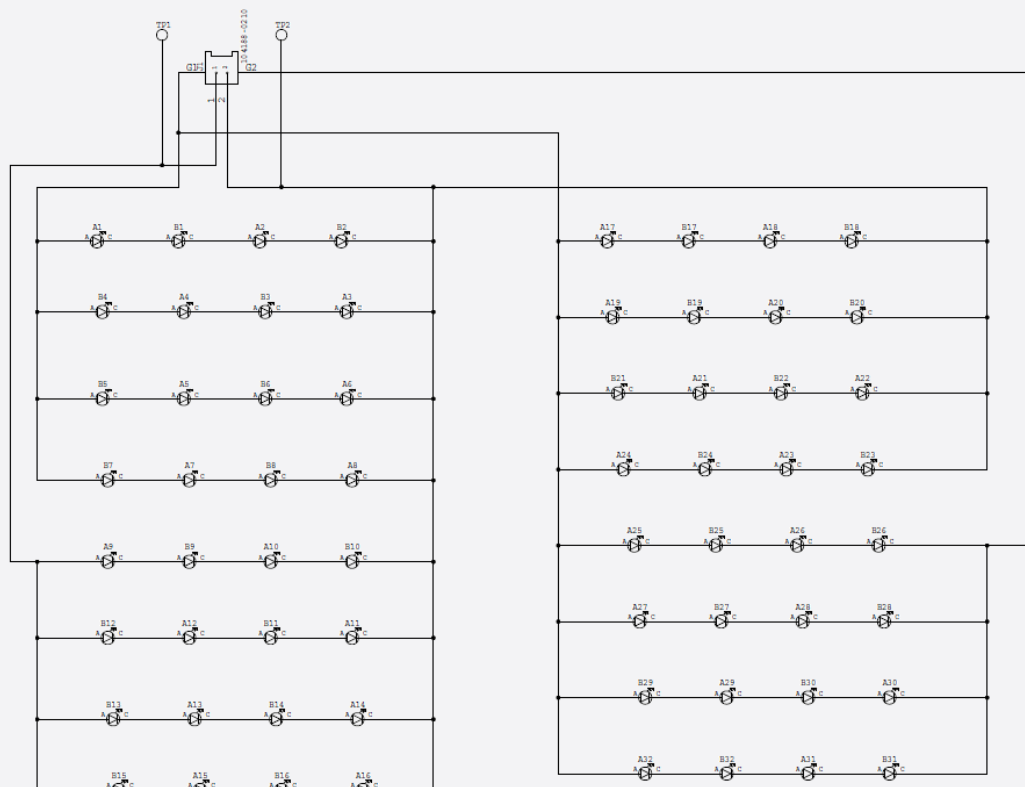 TP1
TP2
104188-0210
G1
G2
1
2
A1 B1 A2 B2
A C A C A C A C
A17 B17 A18 B18
A C A C A C A C
B4 A4 B3 A3
A C A C A C A C
A19 B19 A20 B20
A C A C A C A C
B5 A5 B6 A6
A C A C A C A C
B21 A21 B22 A22
A C A C A C A C
B7 A7 B8 A8
A C A C A C A C
A24 B24 A23 B23
A C A C A C A C
A9 B9 A10 B10
A C A C A C A C
A25 B25 A26 B26
A C A C A C A C
B12 A12 B11 A11
A C A C A C A C
A27 B27 A28 B28
A C A C A C A C
B13 A13 B14 A14
A C A C A C A C
B29 A29 B30 A30
A C A C A C A C
B15 A15 B16 A16
A C A C A C A C
A32 B32 A31 B31
A C A C A C A C